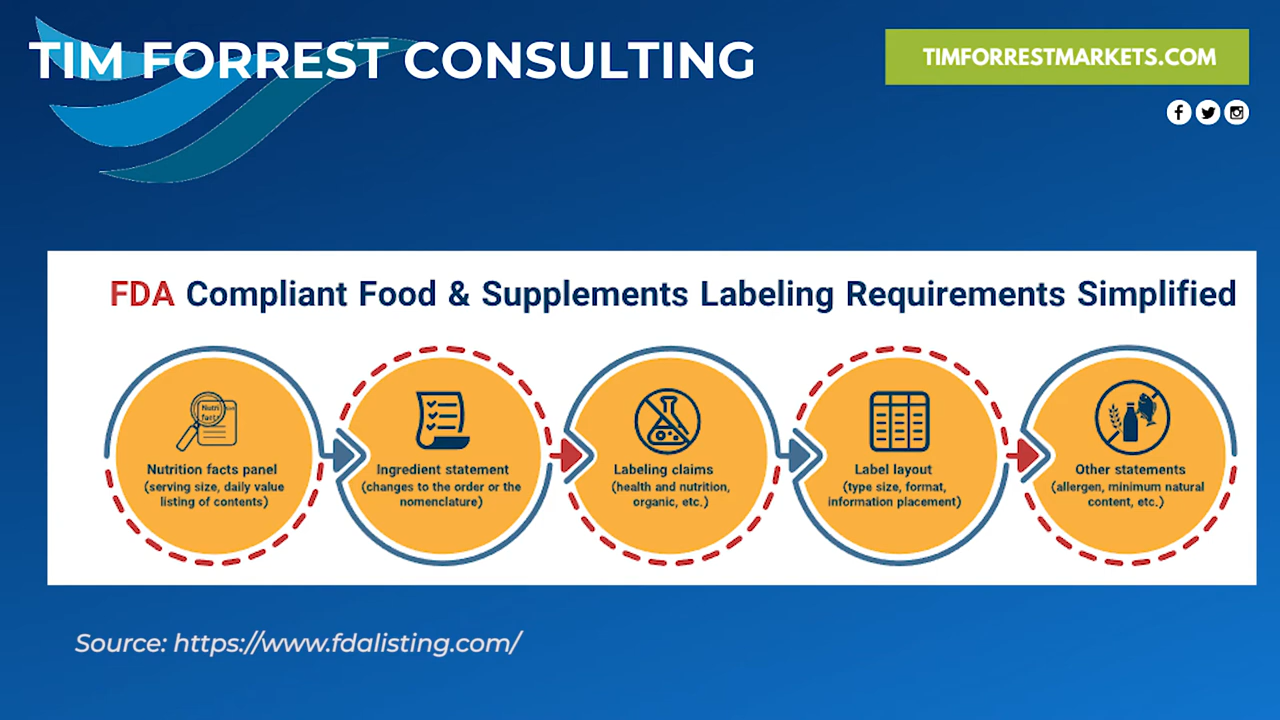 TIM FORREST CONSULTING
TIMFORRESTMARKETS.COM
FDA Compliant Food & Supplements Labeling Requirements Simplified
Nutri
facts
Nutrition facts panel
(serving size, daily value
listing of contents)
Ingredient statement
(changes to the order or the
nomenclature)
Labeling claims
(health and nutrition,
organic, etc.)
Label layout
(type size, format,
information placement)
Other statements
(allergen, minimum natural
content, etc.)
Source: https://www.fdalisting.com/